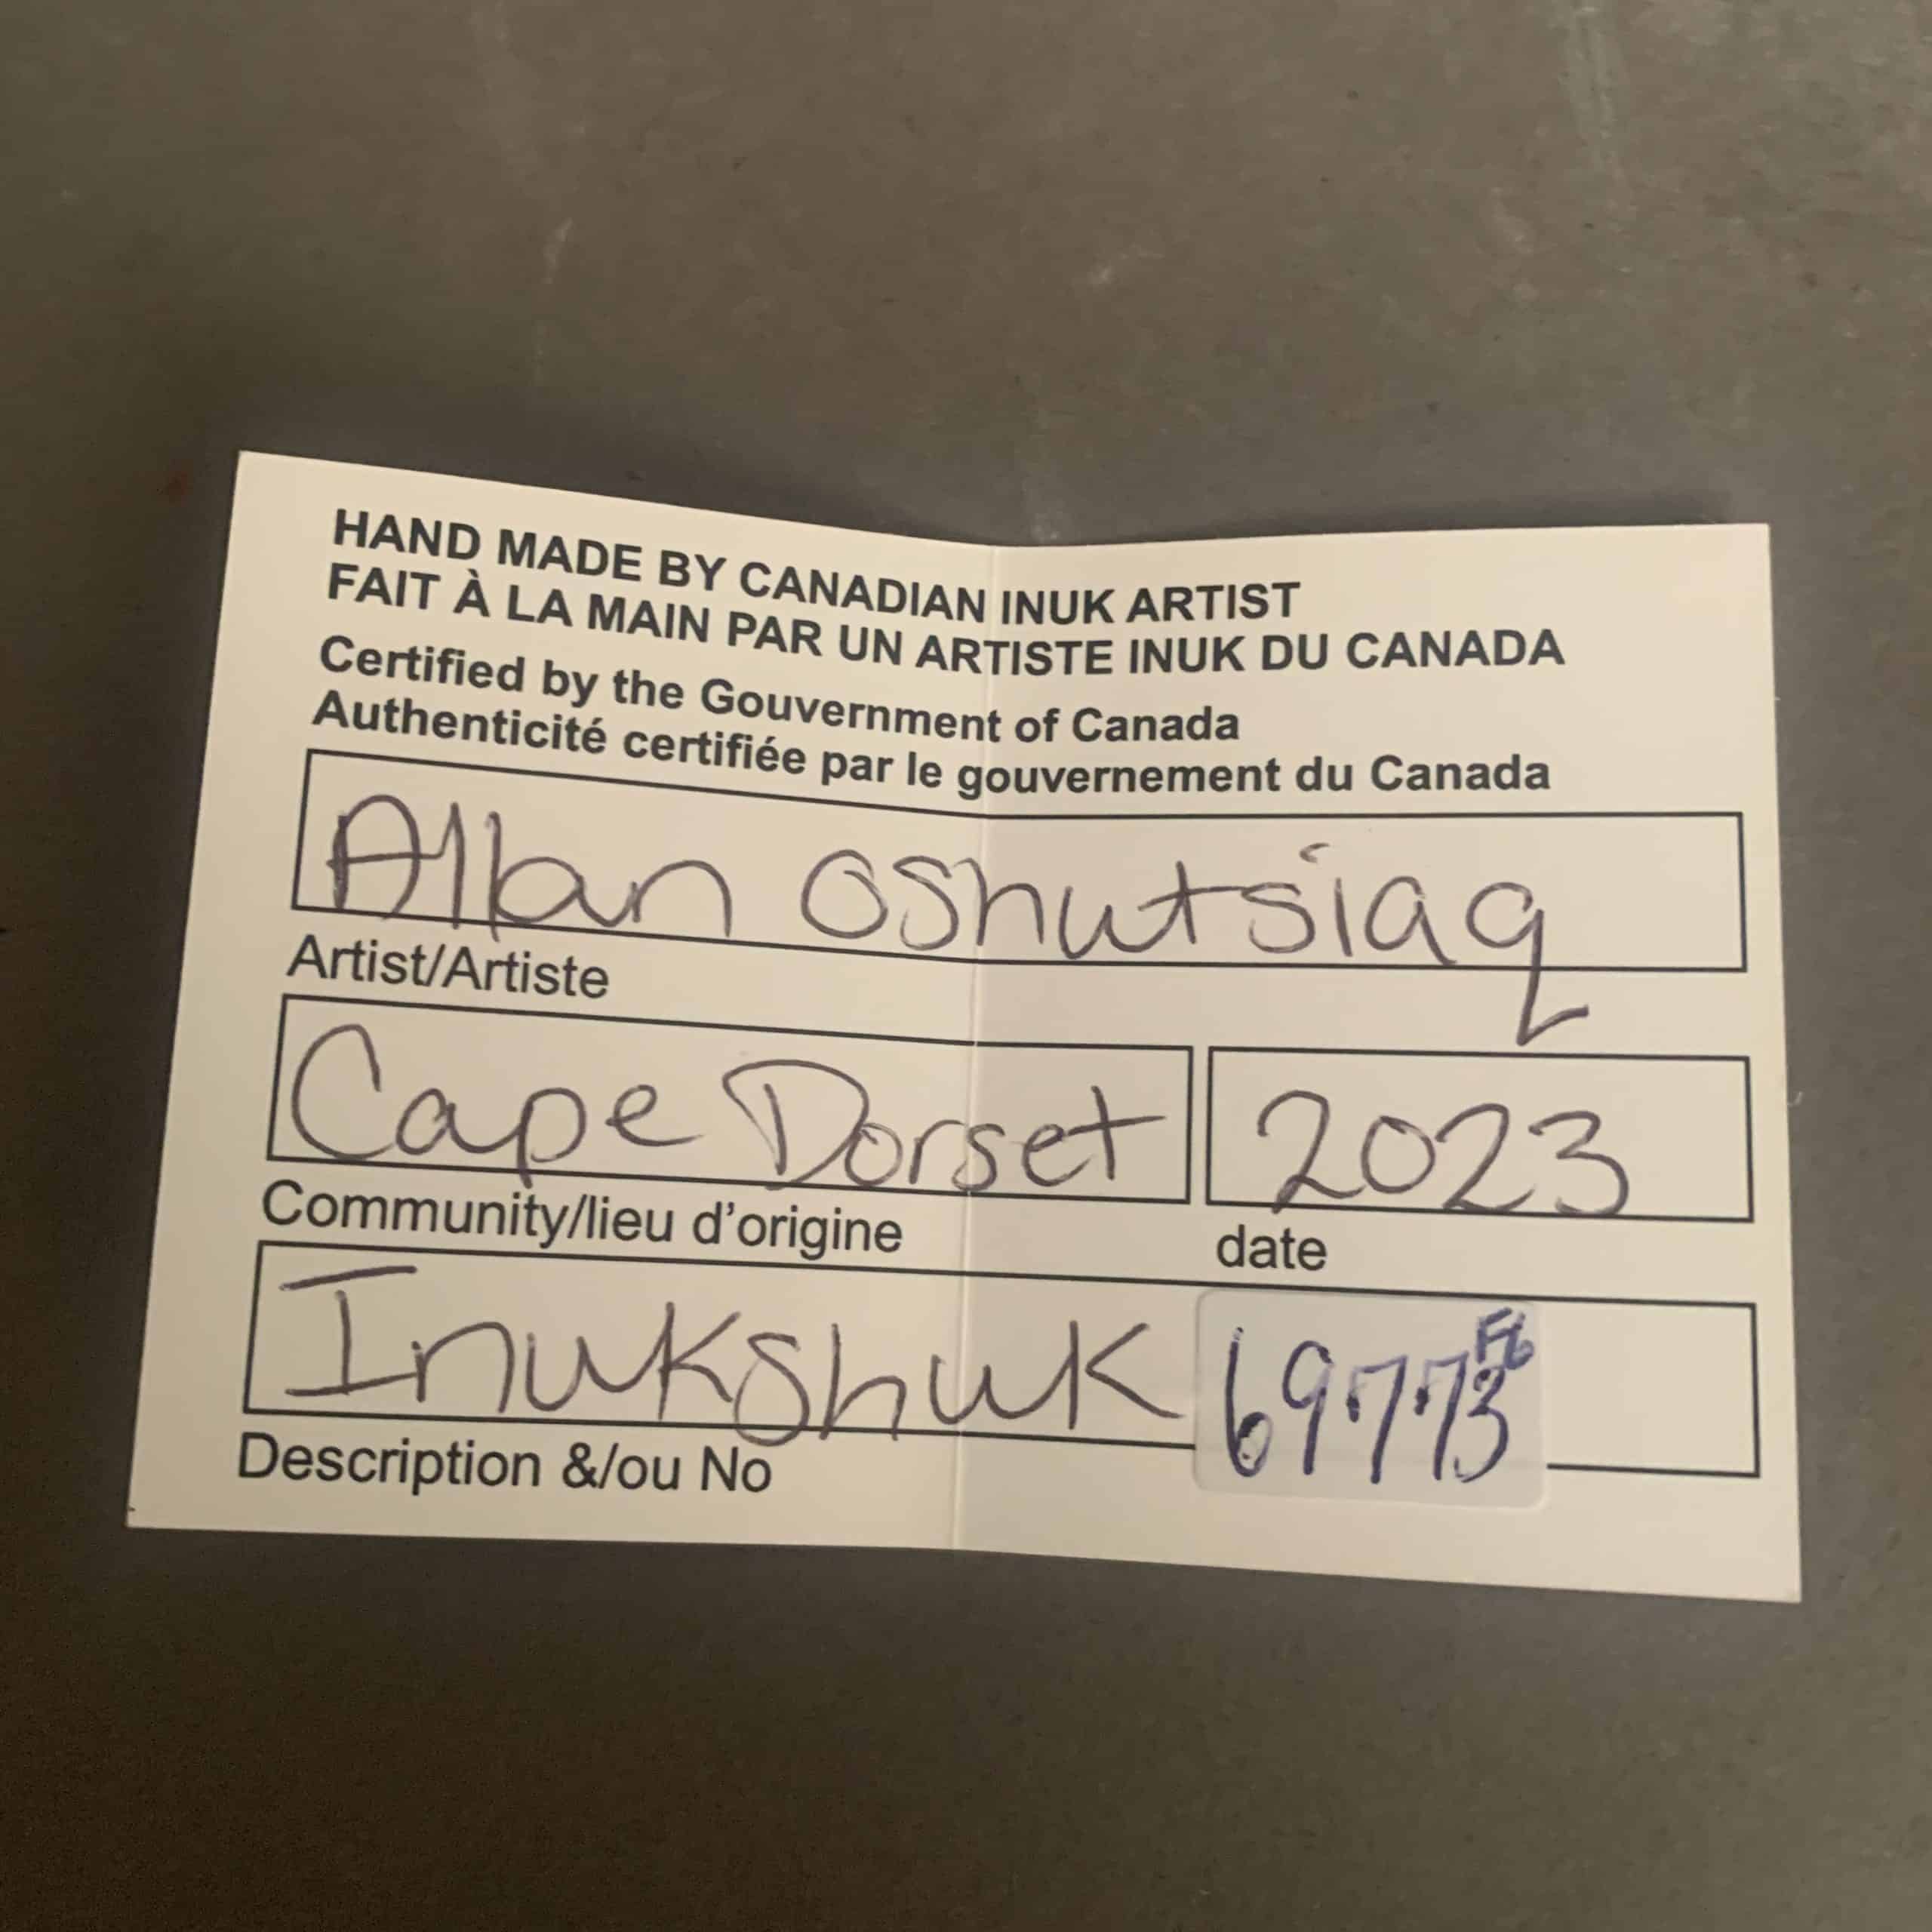 HAND MADE BY CANADIAN INUK ARTIST
FAIT À LA MAIN PAR UN ARTISTE INUK DU CANADA
Certified by the Gouvernment of Canada
Authenticité certifiée par le gouvernement du Canada
Allan Oshutsiaq
Artist/Artiste
Cape Dorset 2023
Community/lieu d'origine date
Inukshuk 69773
Description &/ou No